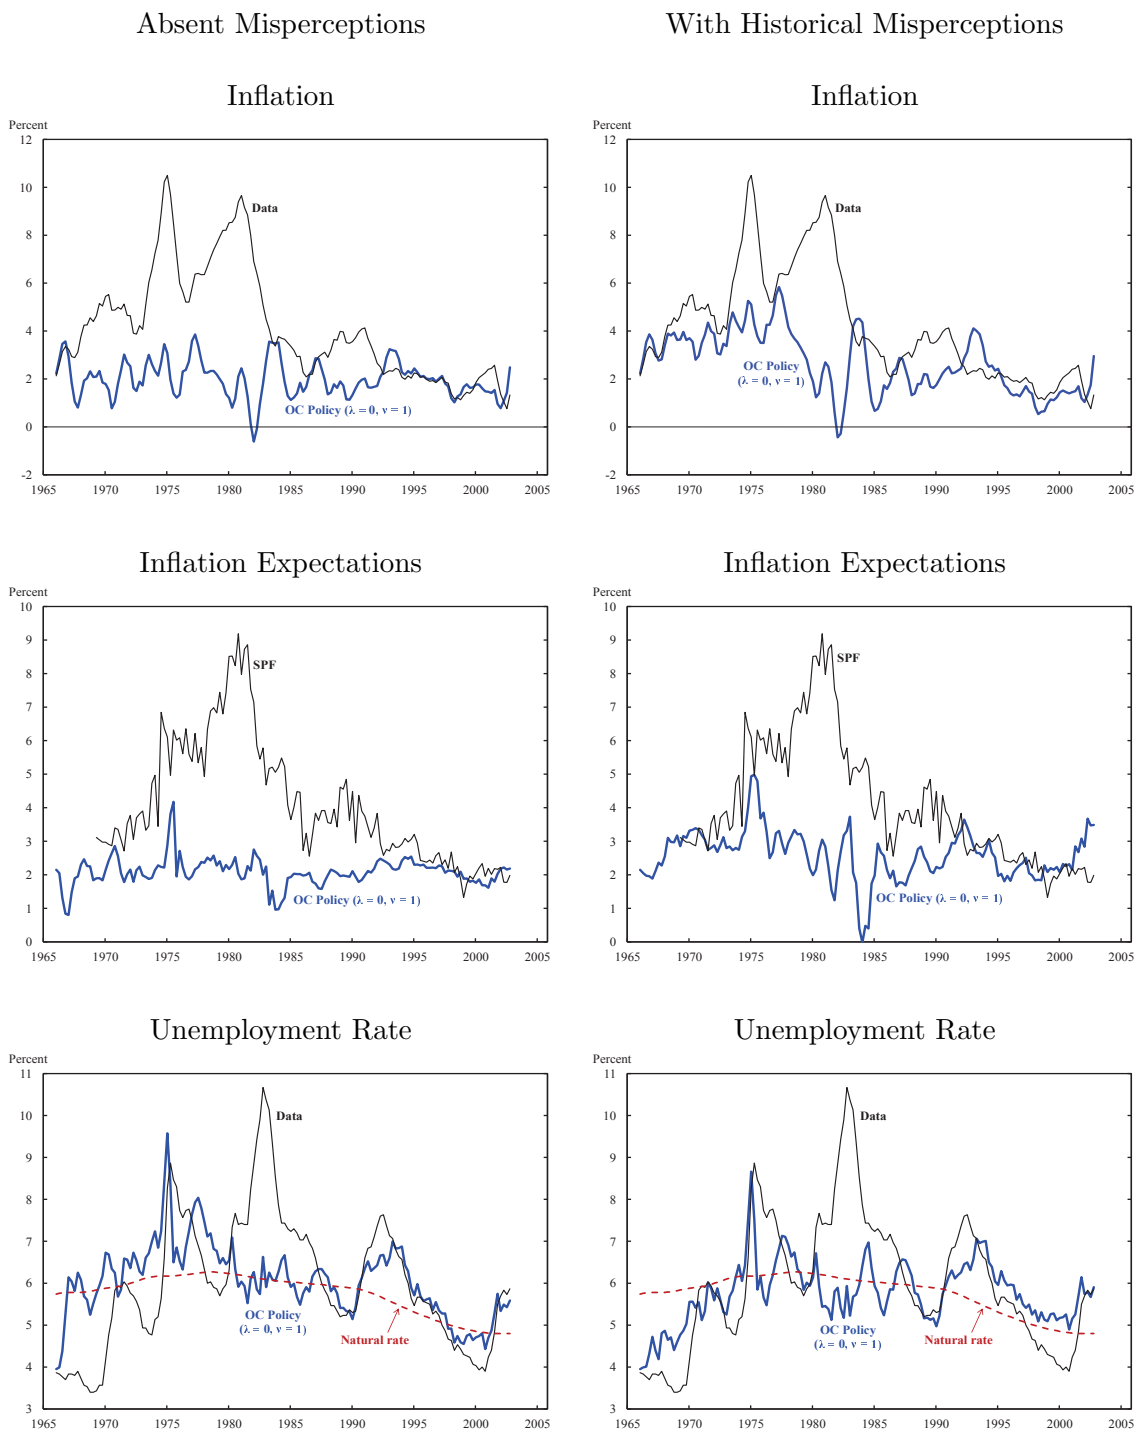 Absent Misperceptions
With Historical Misperceptions
Inflation
Inflation
Percent
12
10
8
6
4
2
0
-2
Data
OC Policy (λ = 0, ν = 1)
1965 1970 1975 1980 1985 1990 1995 2000 2005
Percent
12
10
8
6
4
2
0
-2
Data
OC Policy
(λ = 0, ν = 1)
1965 1970 1975 1980 1985 1990 1995 2000 2005
Inflation Expectations
Inflation Expectations
Percent
10
9
8
7
6
5
4
3
2
1
0
SPF
OC Policy (λ = 0, ν = 1)
1965 1970 1975 1980 1985 1990 1995 2000 2005
Percent
10
9
8
7
6
5
4
3
2
1
0
SPF
OC Policy (λ = 0, ν = 1)
1965 1970 1975 1980 1985 1990 1995 2000 2005
Unemployment Rate
Unemployment Rate
Percent
11
10
9
8
7
6
5
4
3
Data
OC Policy
(λ = 0, ν = 1)
Natural rate
1965 1970 1975 1980 1985 1990 1995 2000 2005
Percent
11
10
9
8
7
6
5
4
3
Data
OC Policy
(λ = 0, ν = 1)
Natural rate
1965 1970 1975 1980 1985 1990 1995 2000 2005